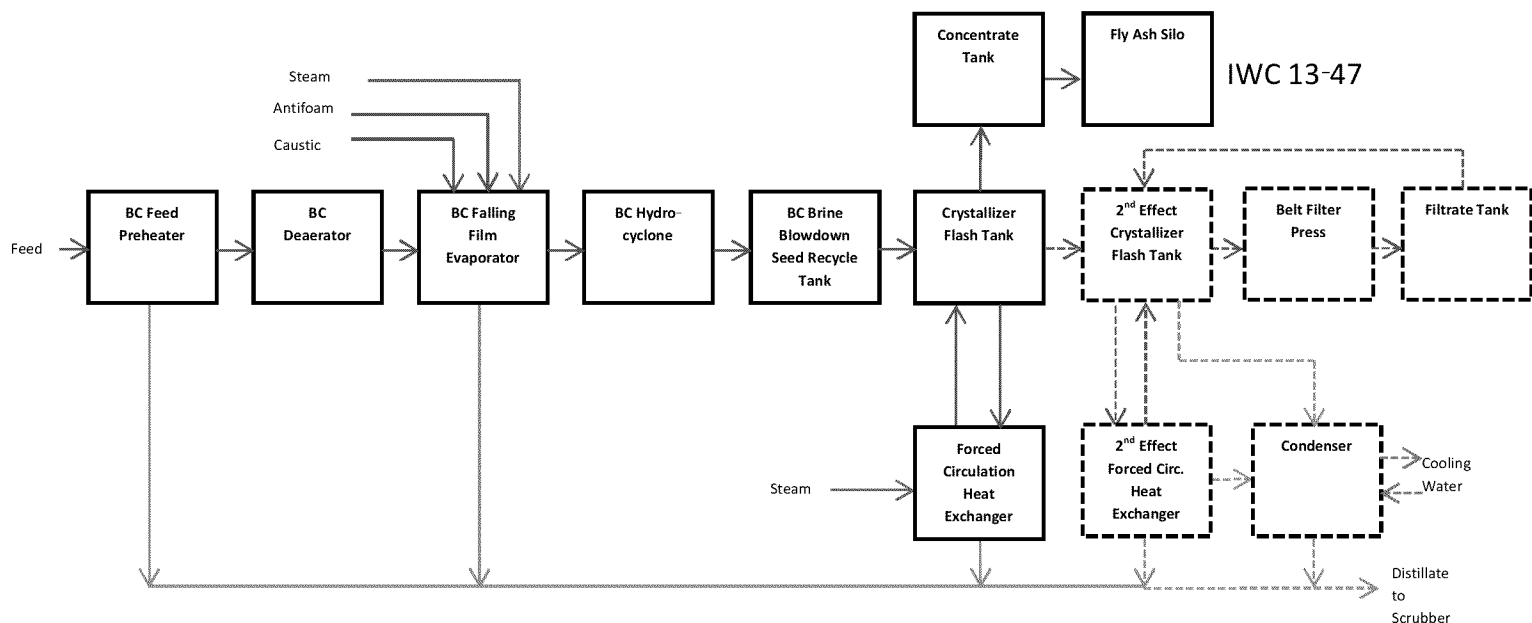 Concentrate
Tank
Fly Ash Silo
IWC 13-47
Steam
Antifoam
Caustic
Feed
BC Feed
Preheater
BC
Deaerator
BC Falling
Film
Evaporator
BC Hydro-
cyclone
BC Brine
Blowdown
Seed Recycle
Tank
Crystallizer
Flash Tank
2nd Effect
Crystallizer
Flash Tank
Belt Filter
Press
Filtrate Tank
Steam
Forced
Circulation
Heat
Exchanger
2nd Effect
Forced Circ.
Heat
Exchanger
Condenser
Cooling
Water
Distillate
to
Scrubber